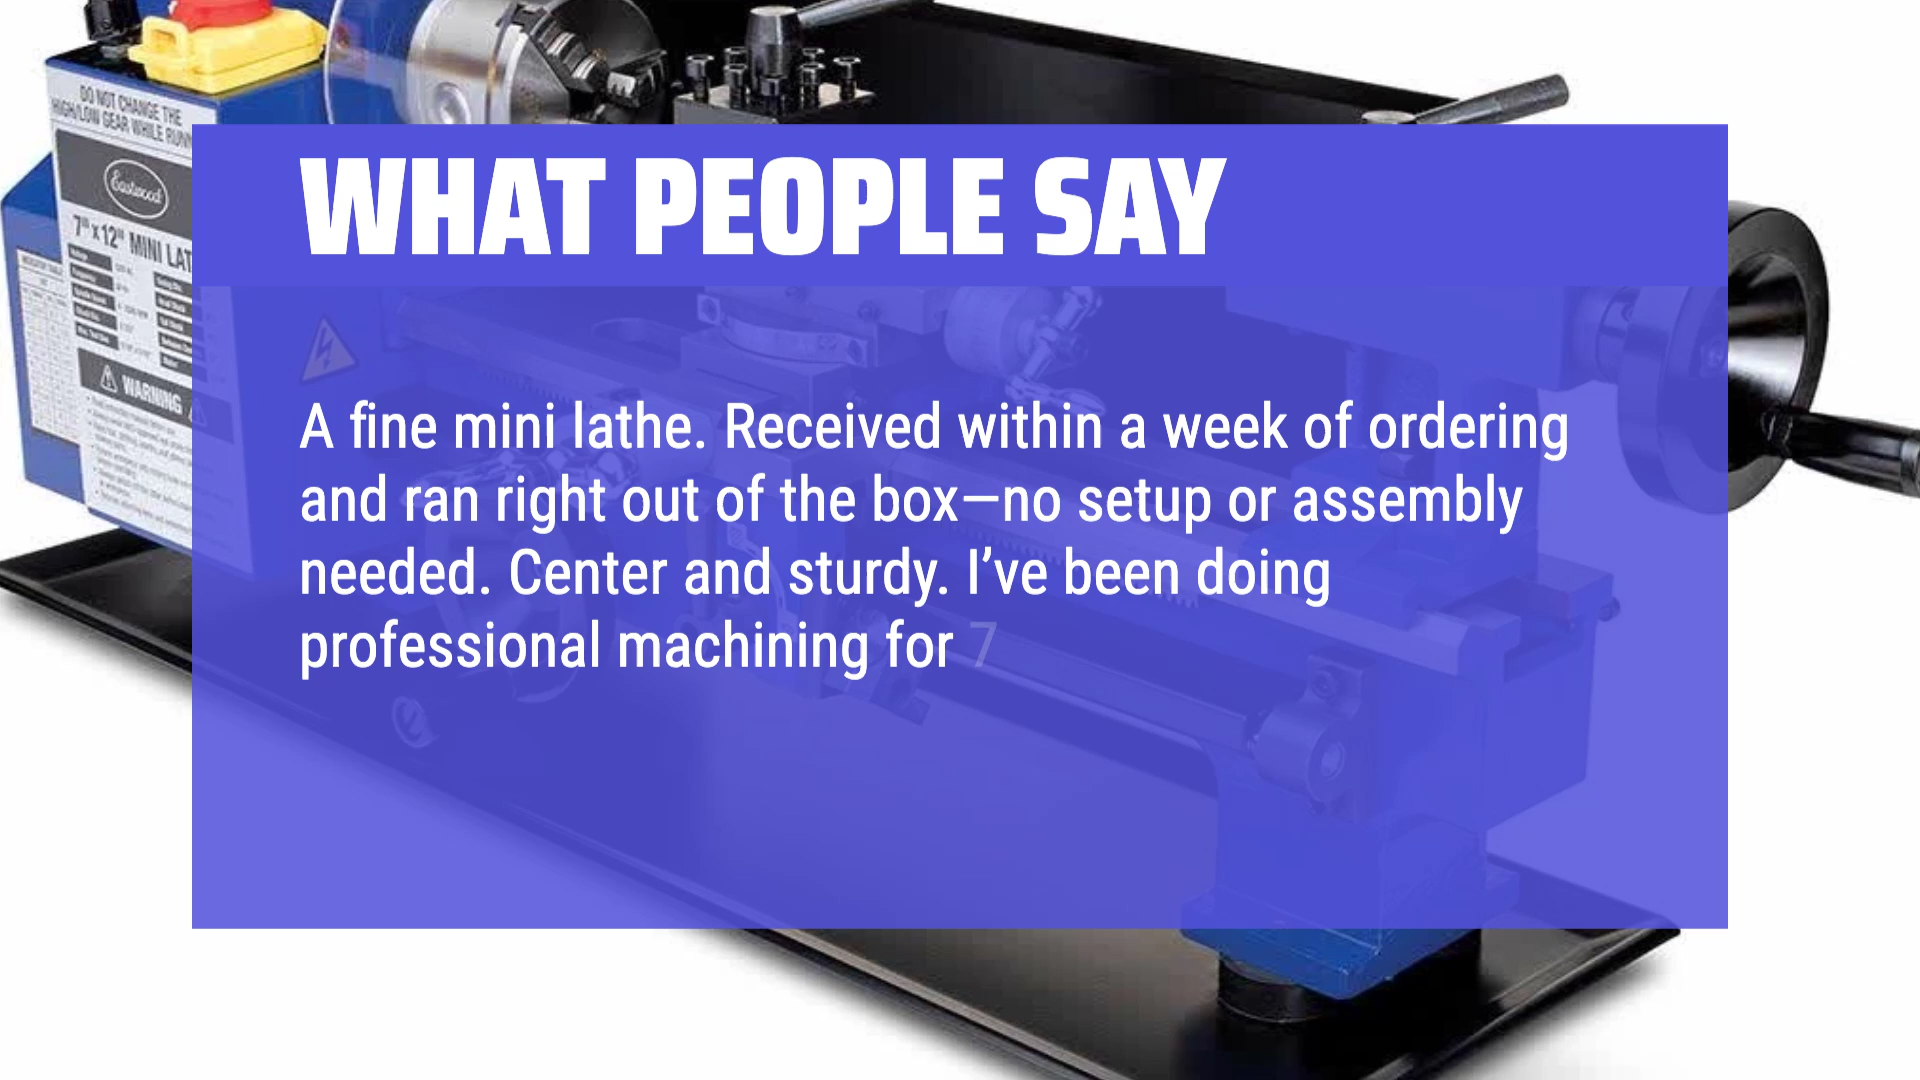 DO NOT CHANGE THE
HIGH/LOW GEAR WHILE RUNN
Eastwood
7" x 12" MINI LAT
WARNING
WHAT PEOPLE SAY
A fine mini lathe. Received within a week of ordering
and ran right out of the box—no setup or assembly
needed. Center and sturdy. I’ve been doing
professional machining for 7